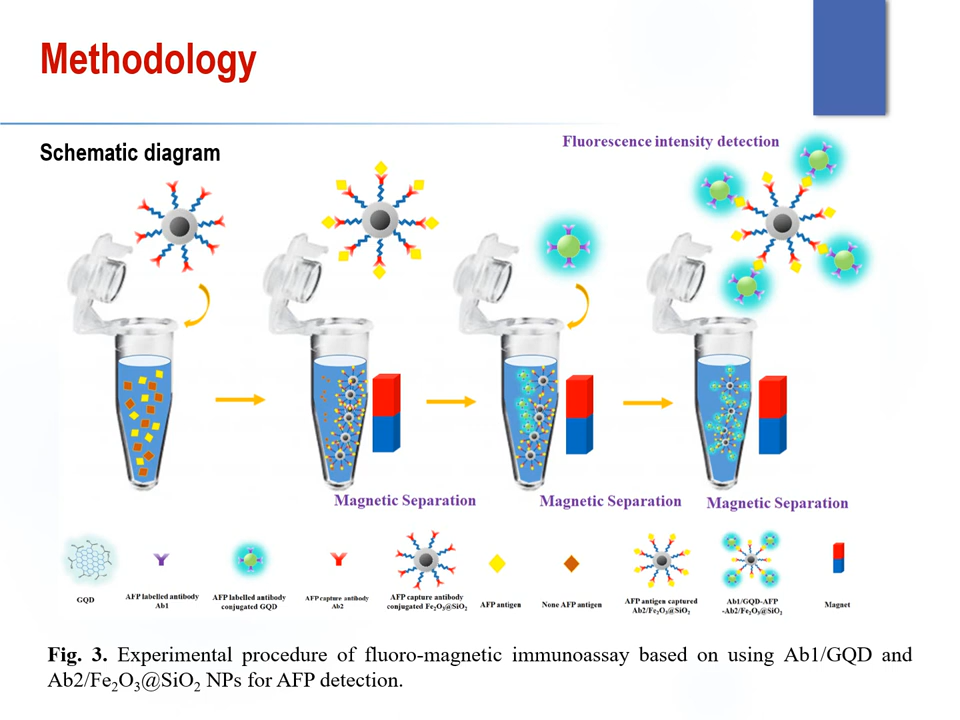 Methodology
Schematic diagram
Fluorescence intensity detection
Magnetic Separation
Magnetic Separation
Magnetic Separation
GQD
AFP labelled antibody
Ab1
AFP labelled antibody
conjugated GQD
AFP capture antibody
Ab2
AFP capture antibody
conjugated Fe₂O₃@SiO₂
AFP antigen
None AFP antigen
AFP antigen captured
Ab2/Fe₂O₃@SiO₂
Ab1/GQD-AFP
-Ab2/Fe₂O₃@SiO₂
Magnet
Fig. 3. Experimental procedure of fluoro-magnetic immunoassay based on using Ab1/GQD and
Ab2/Fe₂O₃@SiO₂ NPs for AFP detection.